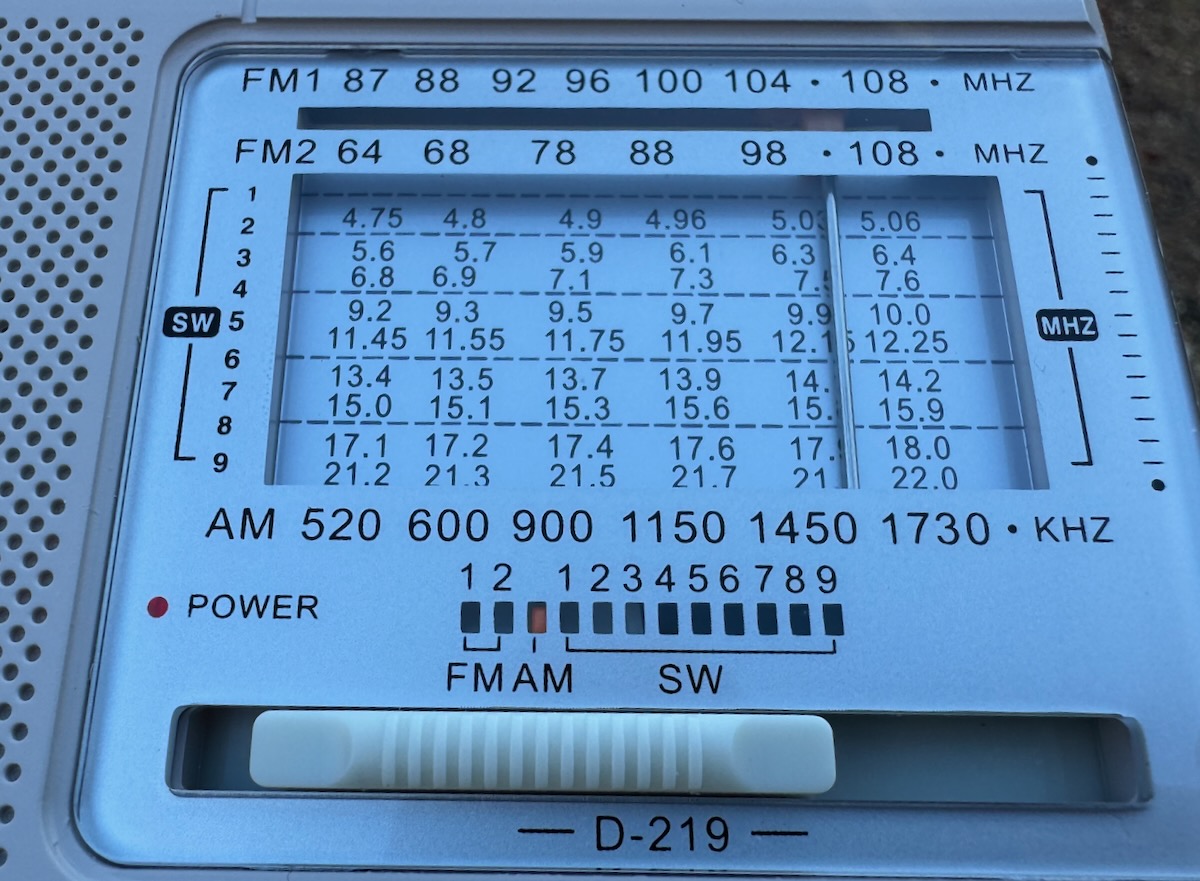 FM1 87 88 92 96 100 104 · 108 · MHZ
FM2 64 68 78 88 98 · 108 · MHZ
1
2 4.75 4.8 4.9 4.96 5.06
3 5.6 5.7 5.9 6.1 6.3 6.4
4 6.8 6.9 7.1 7.3 7.6
SW 5 9.2 9.3 9.5 9.7 9.9 10.0 MHZ
6 11.45 11.55 11.75 11.95 12.25
7 13.4 13.5 13.7 13.9 14.2
8 15.0 15.1 15.3 15.6 15.9
9 17.1 17.2 17.4 17.6 18.0
21.2 21.3 21.5 21.7 22.0
AM 520 600 900 1150 1450 1730 · KHZ
1 2 1 2 3 4 5 6 7 8 9
POWER
FM AM SW
D-219